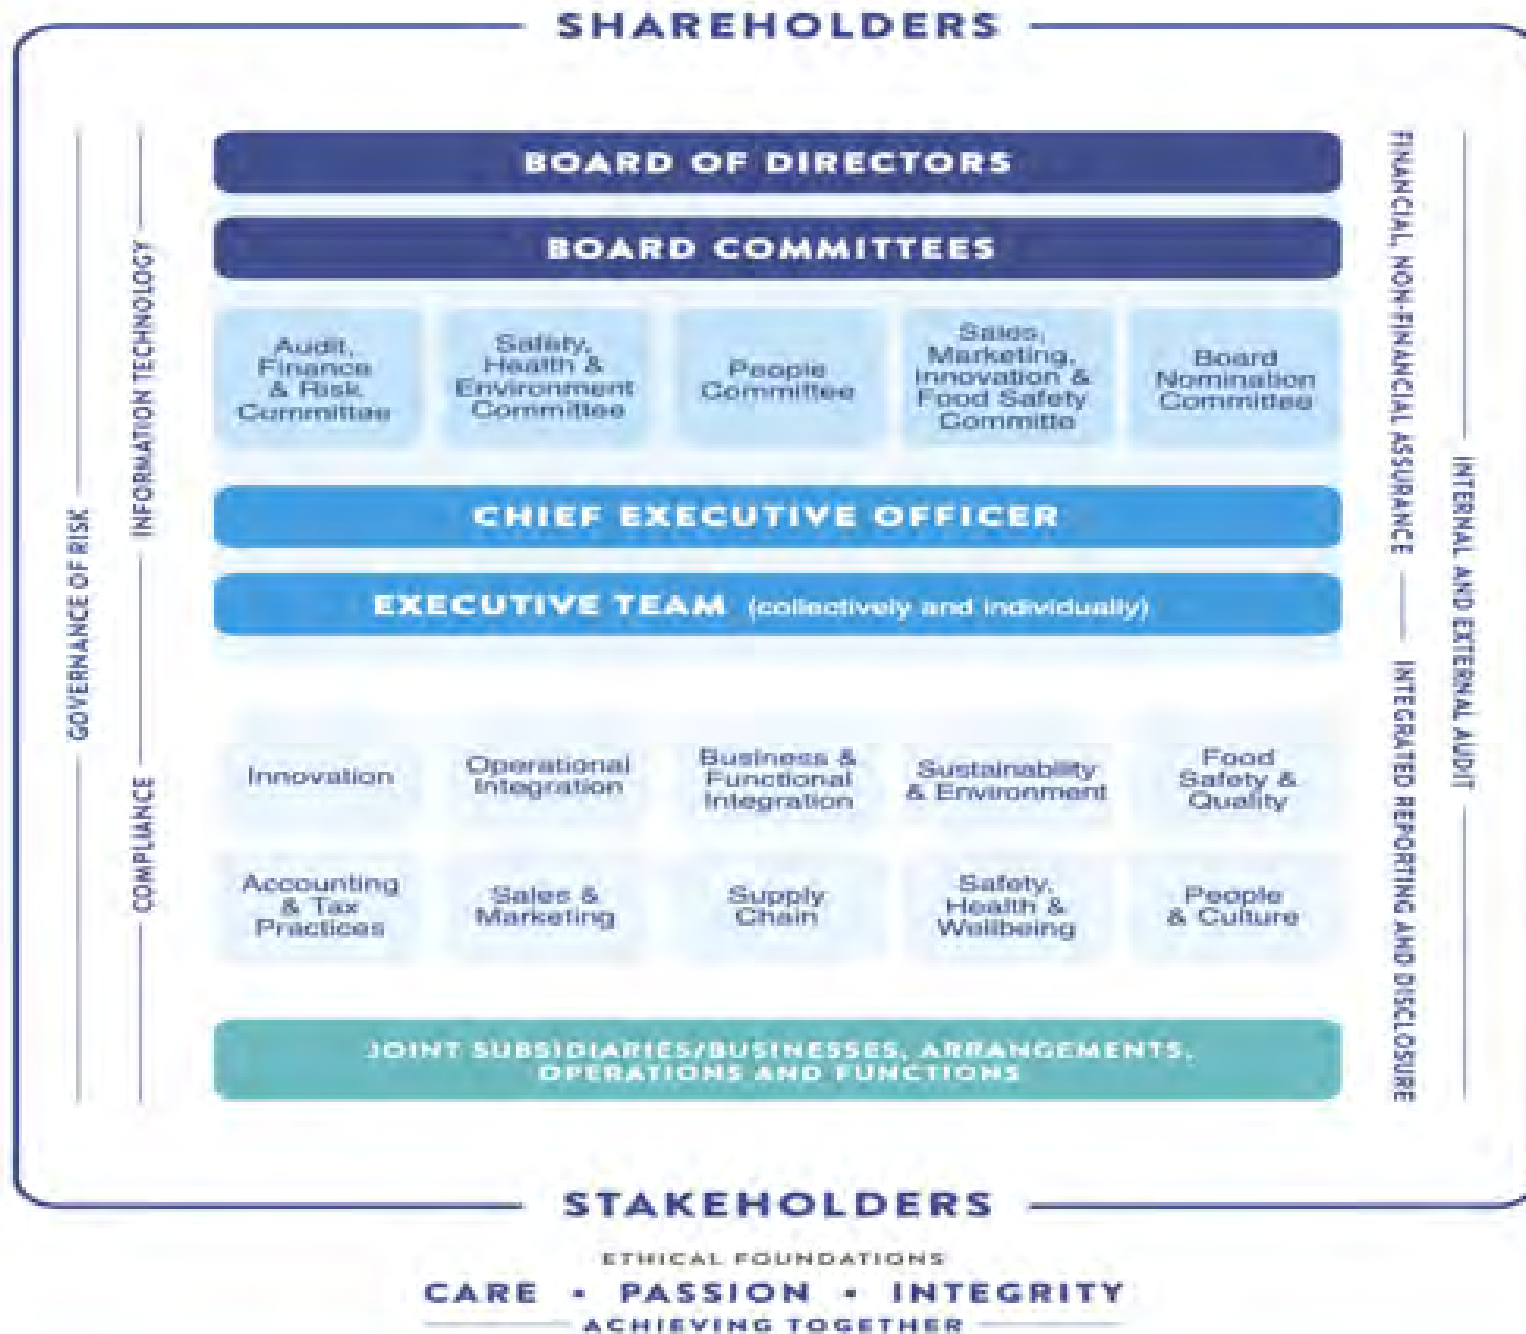 SHAREHOLDERS
GOVERNANCE OF RISK
INFORMATION TECHNOLOGY
COMPLIANCE
BOARD OF DIRECTORS
BOARD COMMITTEES
Audit,
Finance
& Risk
Committee
Safety,
Health &
Environment
Committee
People
Committee
Sales,
Marketing,
Innovation &
Food Safety
Committe
Board
Nomination
Committee
CHIEF EXECUTIVE OFFICER
EXECUTIVE TEAM (collectively and individually)
Innovation
Operational
Integration
Business &
Functional
Integration
Sustainability
& Environment
Food
Safety &
Quality
Accounting
& Tax
Practices
Sales &
Marketing
Supply
Chain
Safety,
Health &
Wellbeing
People
& Culture
JOINT SUBSIDIARIES/BUSINESSES, ARRANGEMENTS,
OPERATIONS AND FUNCTIONS
FINANCIAL, NON-FINANCIAL ASSURANCE
INTEGRATED REPORTING AND DISCLOSURE
INTERNAL AND EXTERNAL AUDIT
STAKEHOLDERS
ETHICAL FOUNDATIONS
CARE • PASSION • INTEGRITY
ACHIEVING TOGETHER